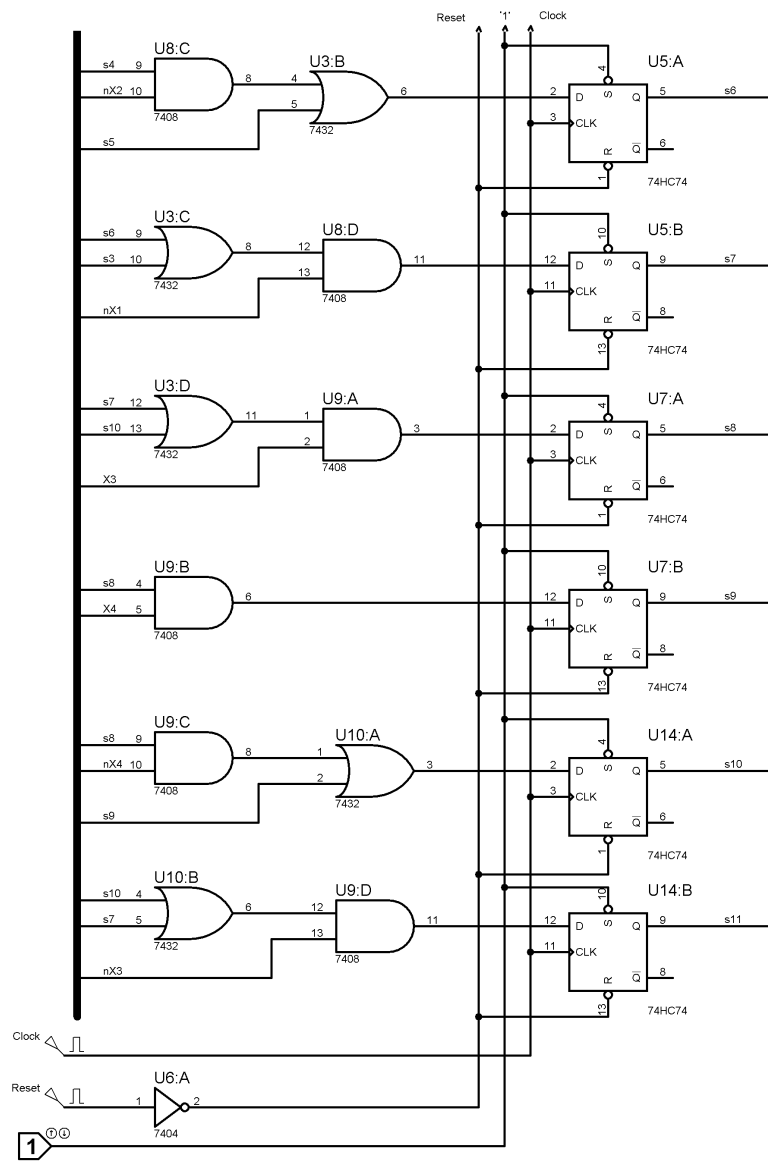 Reset '1' Clock
U8:C
s4 9
nX2 10
8
7408
s5
U3:B
4
5
6
7432
U5:A
4
2 D S Q 5 s6
3 CLK
R Q 6
1
74HC74
U3:C
s6 9
s3 10
8
7432
nX1
U8:D
12
13
11
7408
U5:B
10
12 D S Q 9 s7
11 CLK
R Q 8
13
74HC74
U3:D
s7 12
s10 13
11
7432
X3
U9:A
1
2
3
7408
U7:A
4
2 D S Q 5 s8
3 CLK
R Q 6
1
74HC74
U9:B
s8 4
X4 5
6
7408
U7:B
10
12 D S Q 9 s9
11 CLK
R Q 8
13
74HC74
U9:C
s8 9
nX4 10
8
7408
s9
U10:A
1
2
3
7432
U14:A
4
2 D S Q 5 s10
3 CLK
R Q 6
1
74HC74
U10:B
s10 4
s7 5
6
7432
nX3
U9:D
12
13
11
7408
U14:B
10
12 D S Q 9 s11
11 CLK
R Q 8
13
74HC74
Clock
Reset
U6:A
1 2
7404
1